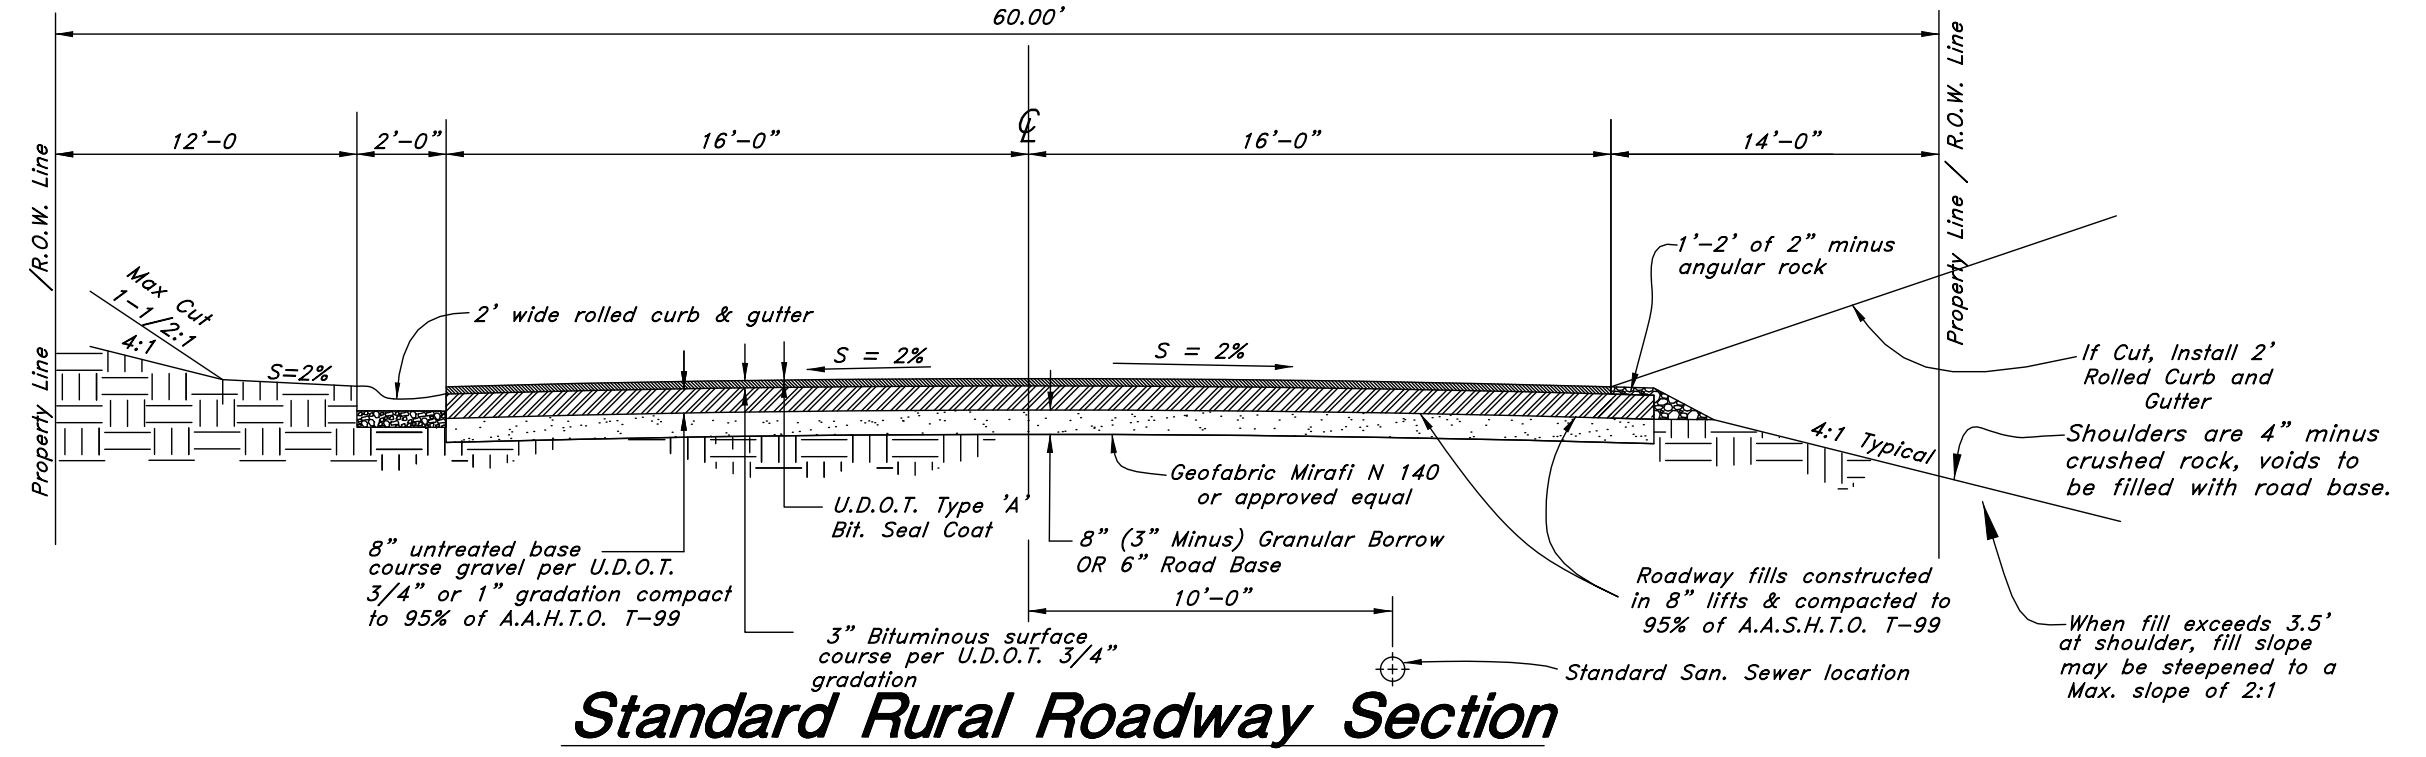 60.00'
12'-0
2'-0"
16'-0"
℄
16'-0"
14'-0"
Property Line /R.O.W. Line
Property Line / R.O.W. Line
Max Cut
1-1/2:1
4:1
S=2%
2' wide rolled curb & gutter
S = 2%
S = 2%
1'-2' of 2" minus
angular rock
If Cut, Install 2'
Rolled Curb and
Gutter
4:1 Typical
Shoulders are 4" minus
crushed rock, voids to
be filled with road base.
Geofabric Mirafi N 140
or approved equal
U.D.O.T. Type 'A'
Bit. Seal Coat
8" (3" Minus) Granular Borrow
OR 6" Road Base
8" untreated base
course gravel per U.D.O.T.
3/4" or 1" gradation compact
to 95% of A.A.H.T.O. T-99
10'-0"
Roadway fills constructed
in 8" lifts & compacted to
95% of A.A.S.H.T.O. T-99
3" Bituminous surface
course per U.D.O.T. 3/4"
gradation
Standard San. Sewer location
When fill exceeds 3.5'
at shoulder, fill slope
may be steepened to a
Max. slope of 2:1
Standard Rural Roadway Section